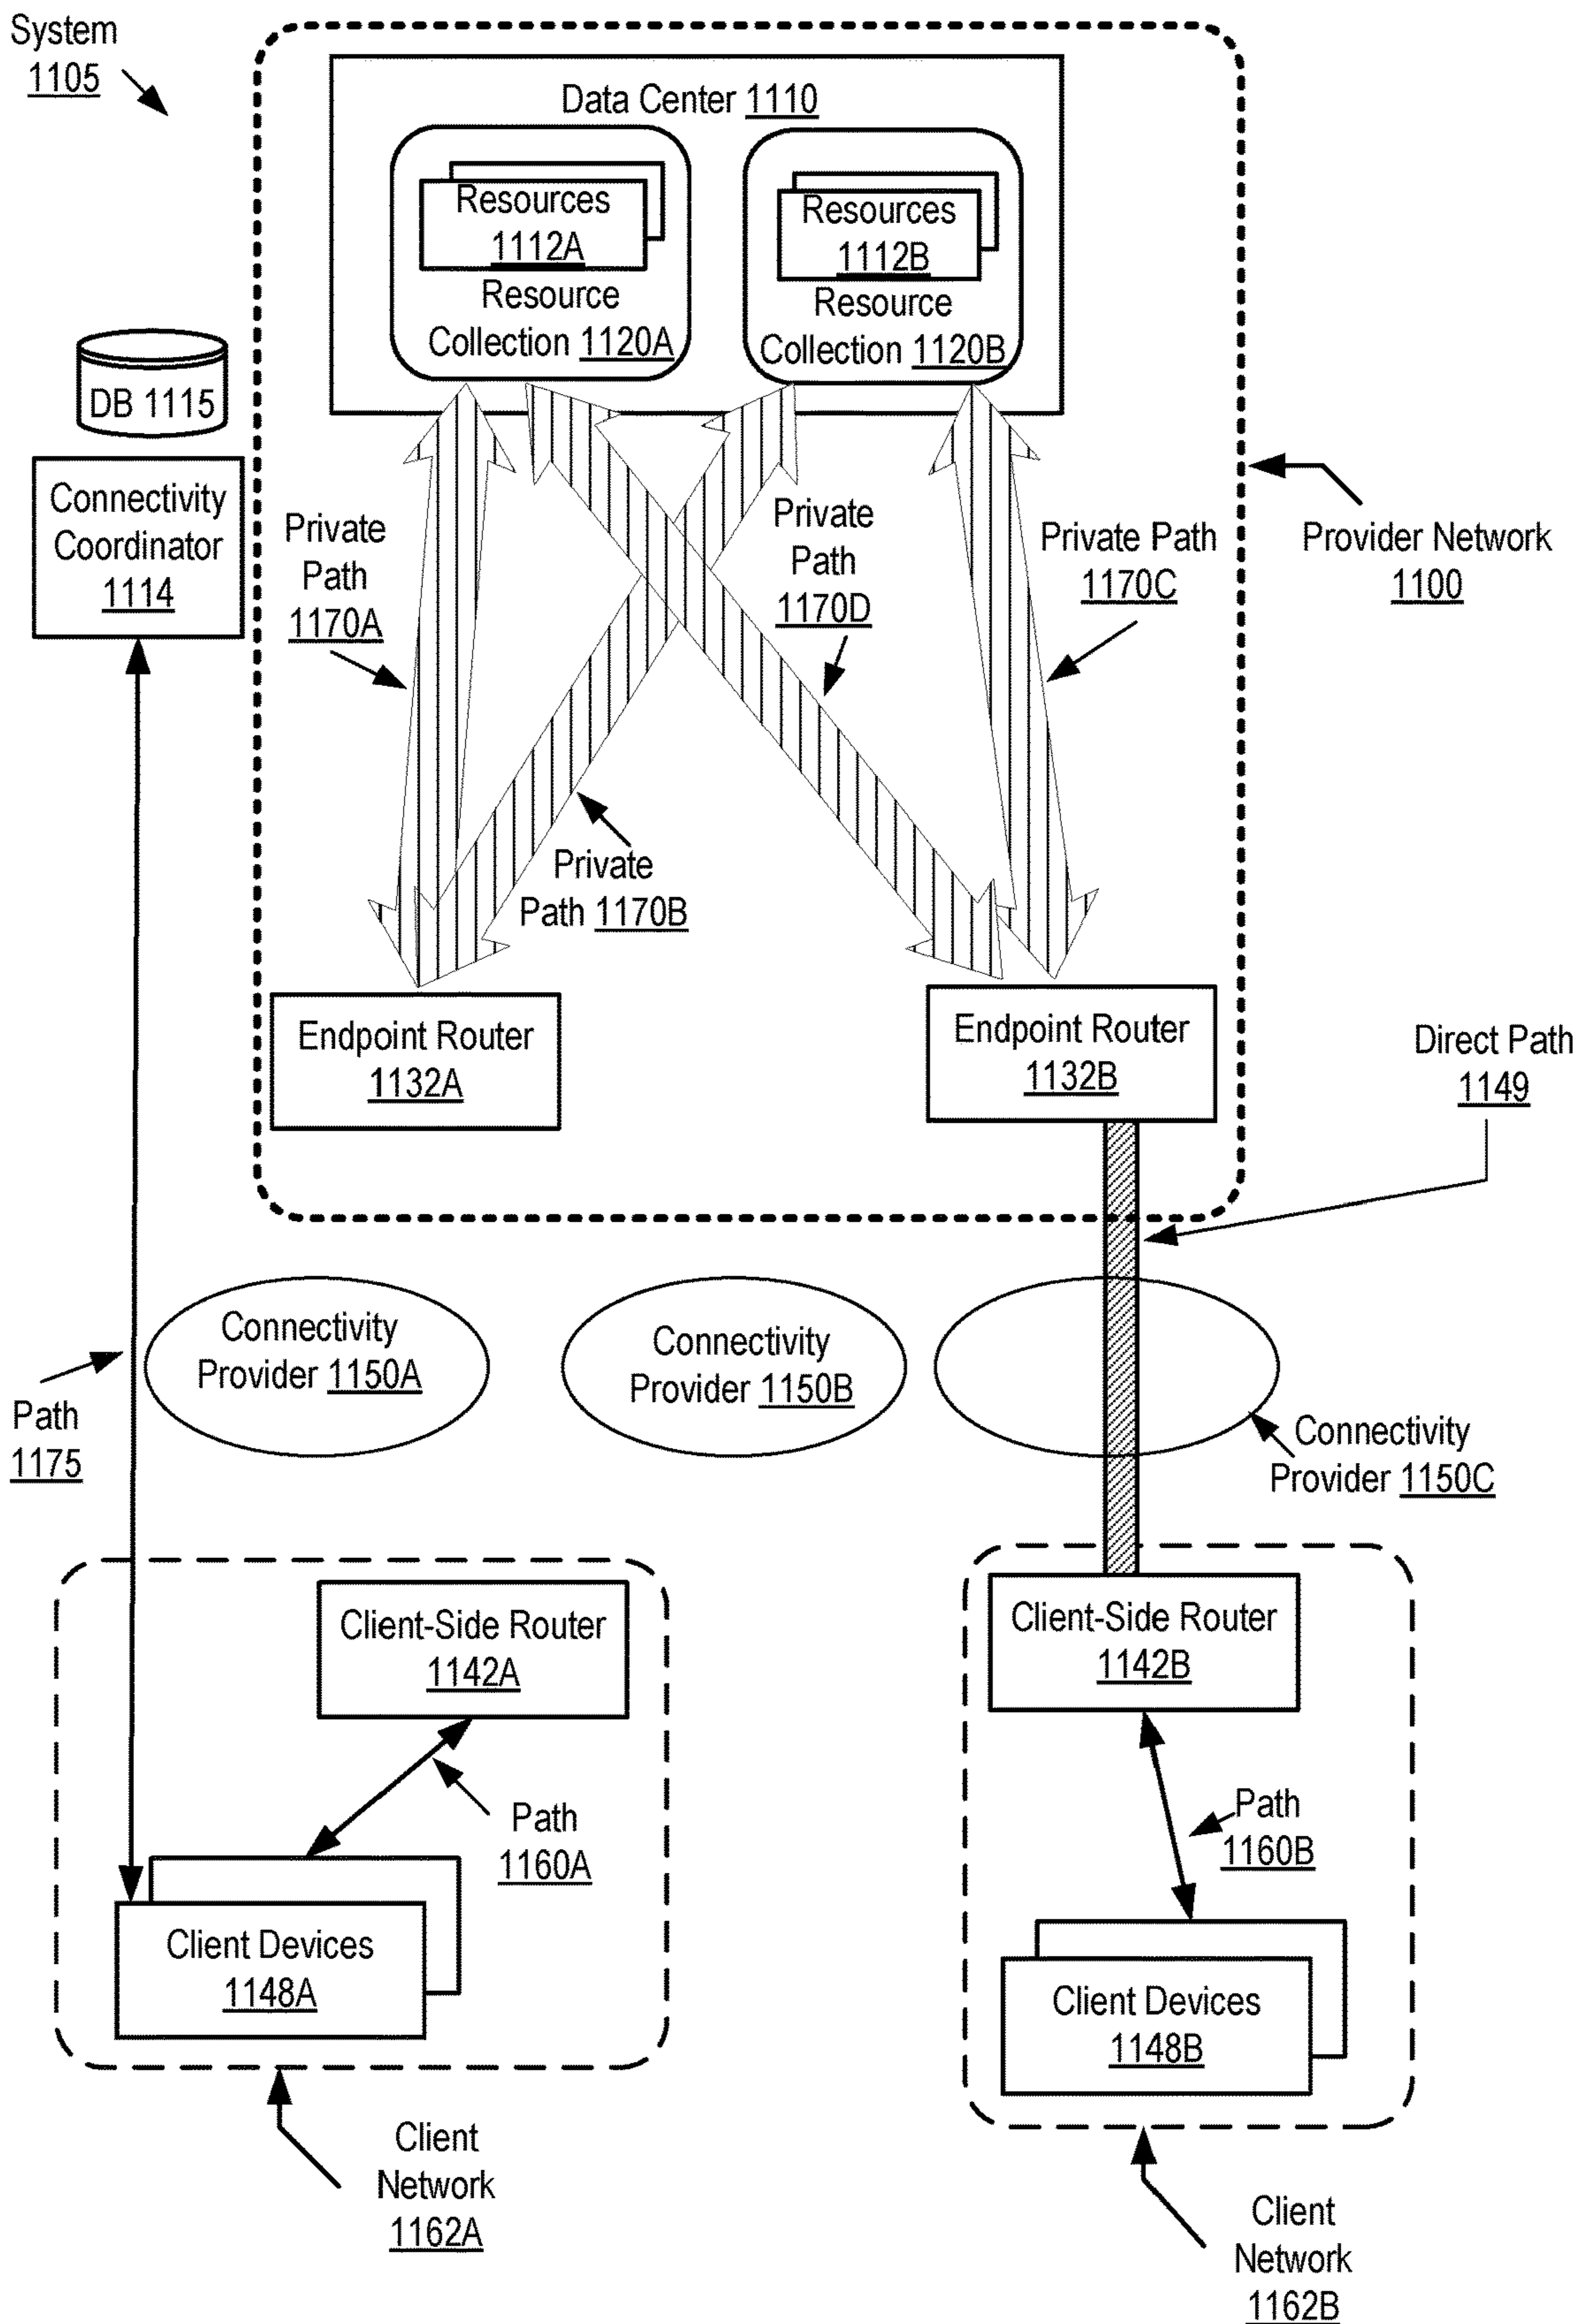 System
1105
Data Center 1110
Resources
1112A
Resource
Collection 1120A
Resources
1112B
Resource
Collection 1120B
DB 1115
Connectivity
Coordinator
1114
Private
Path
1170A
Private
Path
1170D
Private Path
1170C
Provider Network
1100
Private
Path 1170B
Endpoint Router
1132A
Endpoint Router
1132B
Direct Path
1149
Connectivity
Provider 1150A
Connectivity
Provider 1150B
Connectivity
Provider 1150C
Path
1175
Client-Side Router
1142A
Client-Side Router
1142B
Path
1160A
Path
1160B
Client Devices
1148A
Client Devices
1148B
Client
Network
1162A
Client
Network
1162B